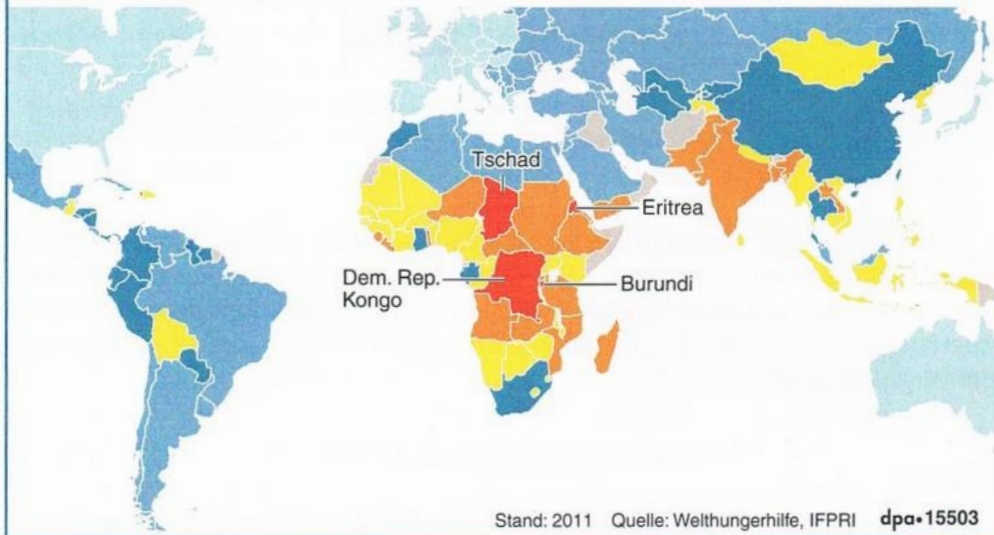 Tschad
Eritrea
Dem. Rep.
Kongo
Burundi
Stand: 2011 Quelle: Welthungerhilfe, IFPRI dpa•15503